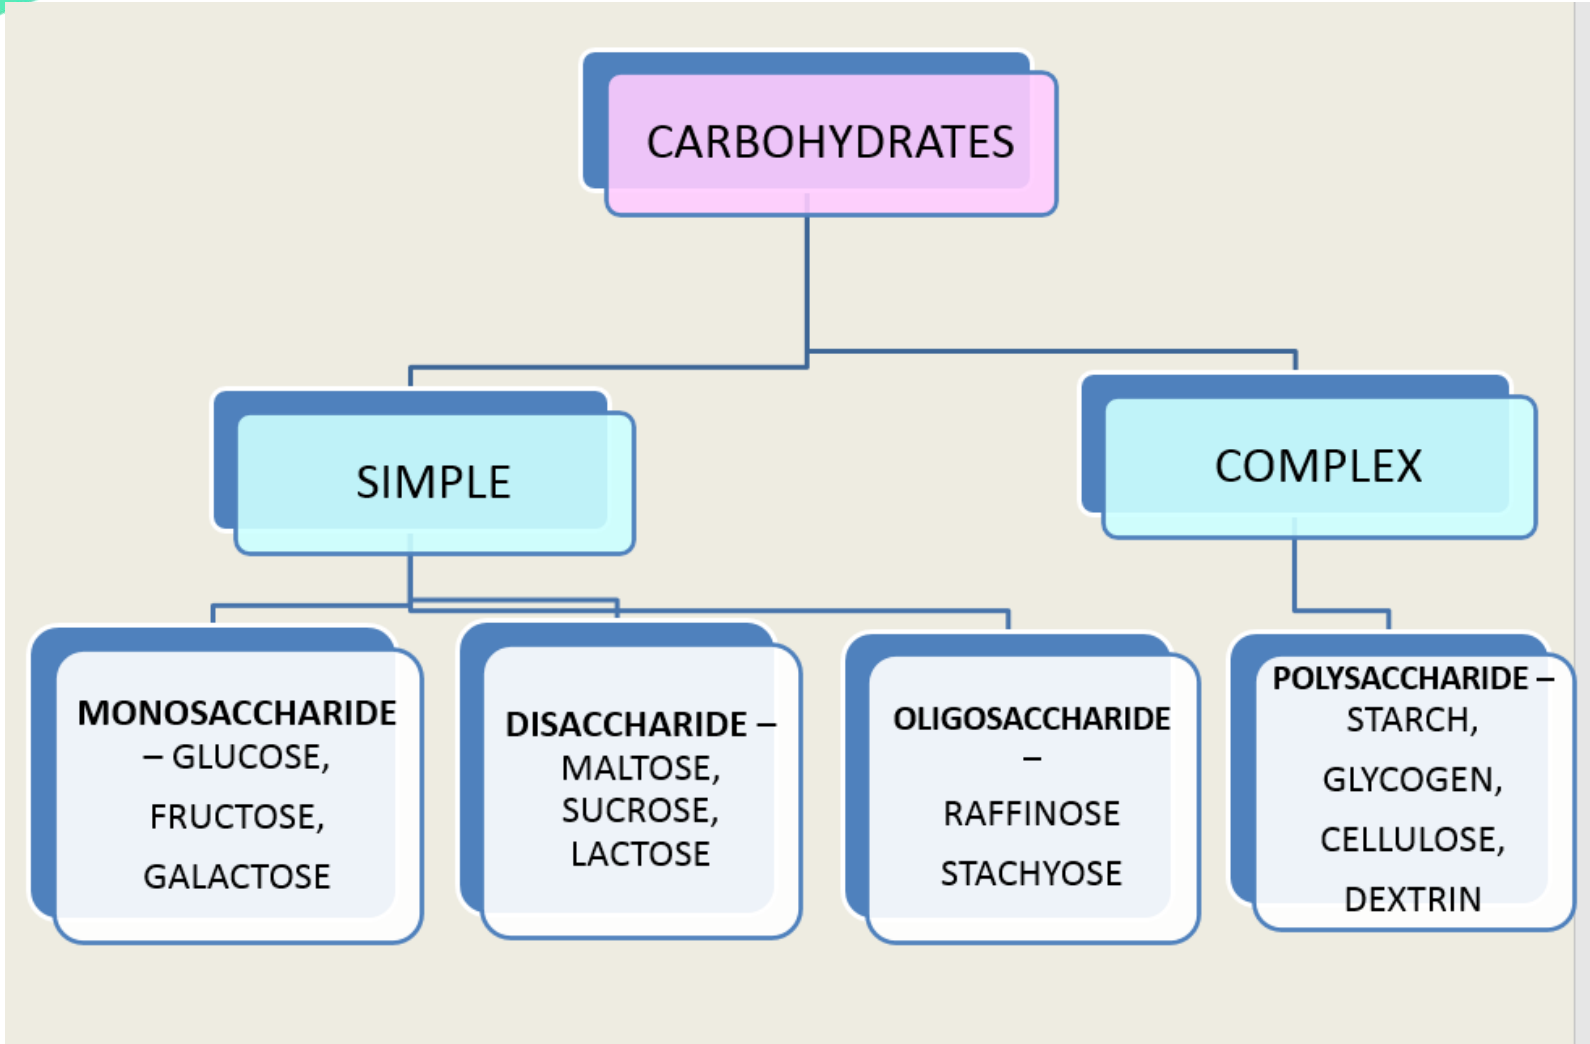 CARBOHYDRATES
SIMPLE
COMPLEX
MONOSACCHARIDE
– GLUCOSE,
FRUCTOSE,
GALACTOSE
DISACCHARIDE –
MALTOSE,
SUCROSE,
LACTOSE
OLIGOSACCHARIDE
–
RAFFINOSE
STACHYOSE
POLYSACCHARIDE –
STARCH,
GLYCOGEN,
CELLULOSE,
DEXTRIN